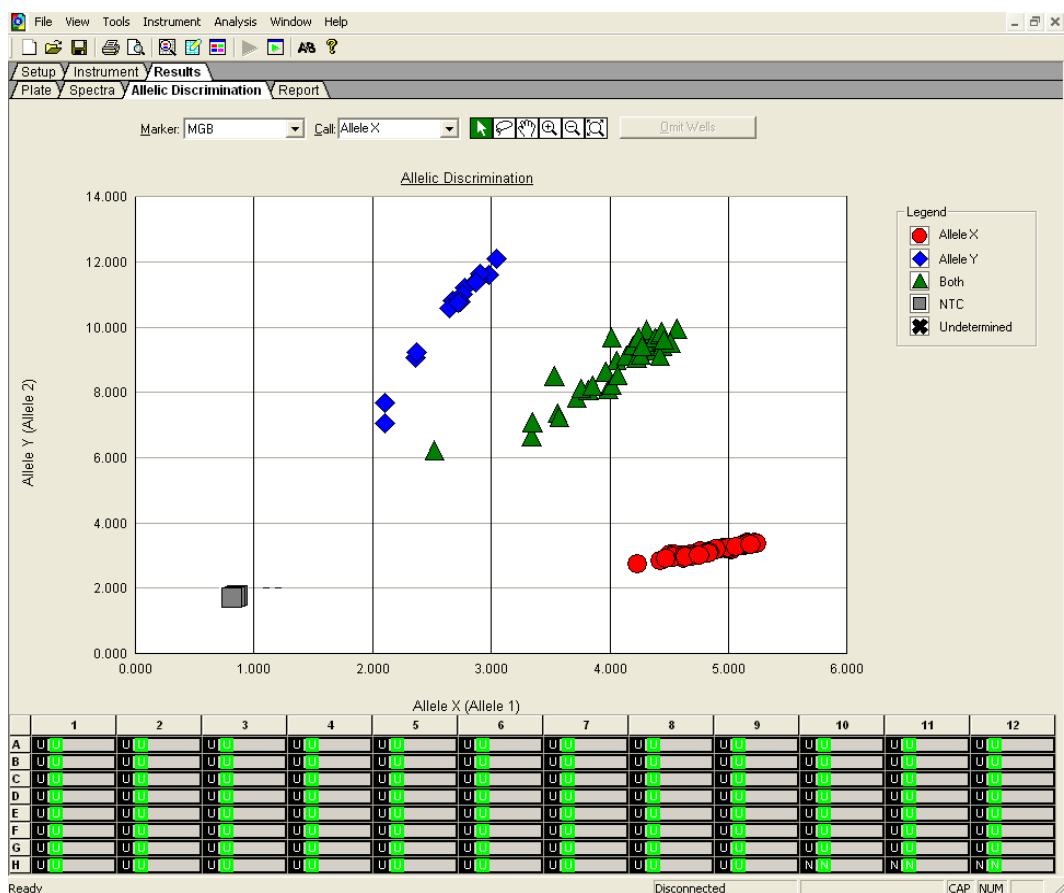 File View Tools Instrument Analysis Window Help
Setup Instrument Results
Plate Spectra Allelic Discrimination Report
Marker: MGB Call: Allele X Omit Wells
Allelic Discrimination
14.000
12.000
10.000
8.000
6.000
4.000
2.000
0.000
Allele Y (Allele 2)
0.000 1.000 2.000 3.000 4.000 5.000 6.000
Allele X (Allele 1)
Legend
Allele X
Allele Y
Both
NTC
Undetermined
1 2 3 4 5 6 7 8 9 10 11 12
A U U U U U U U U U U U U U U U U U U U U U U U U
B U U U U U U U U U U U U U U U U U U U U U U U U
C U U U U U U U U U U U U U U U U U U U U U U U U
D U U U U U U U U U U U U U U U U U U U U U U U U
E U U U U U U U U U U U U U U U U U U U U U U U U
F U U U U U U U U U U U U U U U U U U U U U U U U
G U U U U U U U U U U U U U U U U U U U U U U U U
H U U U U U U U U U U U U U U U U U U N N N N N N
Ready Disconnected CAP NUM